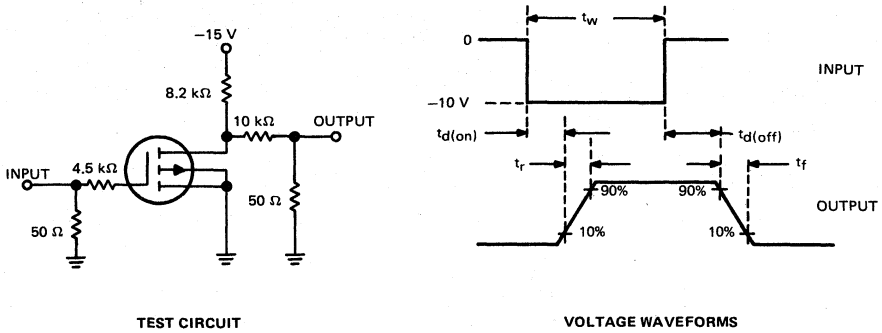 −15 V
8.2 kΩ
10 kΩ
OUTPUT
4.5 kΩ
INPUT
50 Ω
50 Ω
TEST CIRCUIT
tw
0
INPUT
−10 V
td(on)
td(off)
tr
tf
90%
90%
OUTPUT
10%
10%
VOLTAGE WAVEFORMS